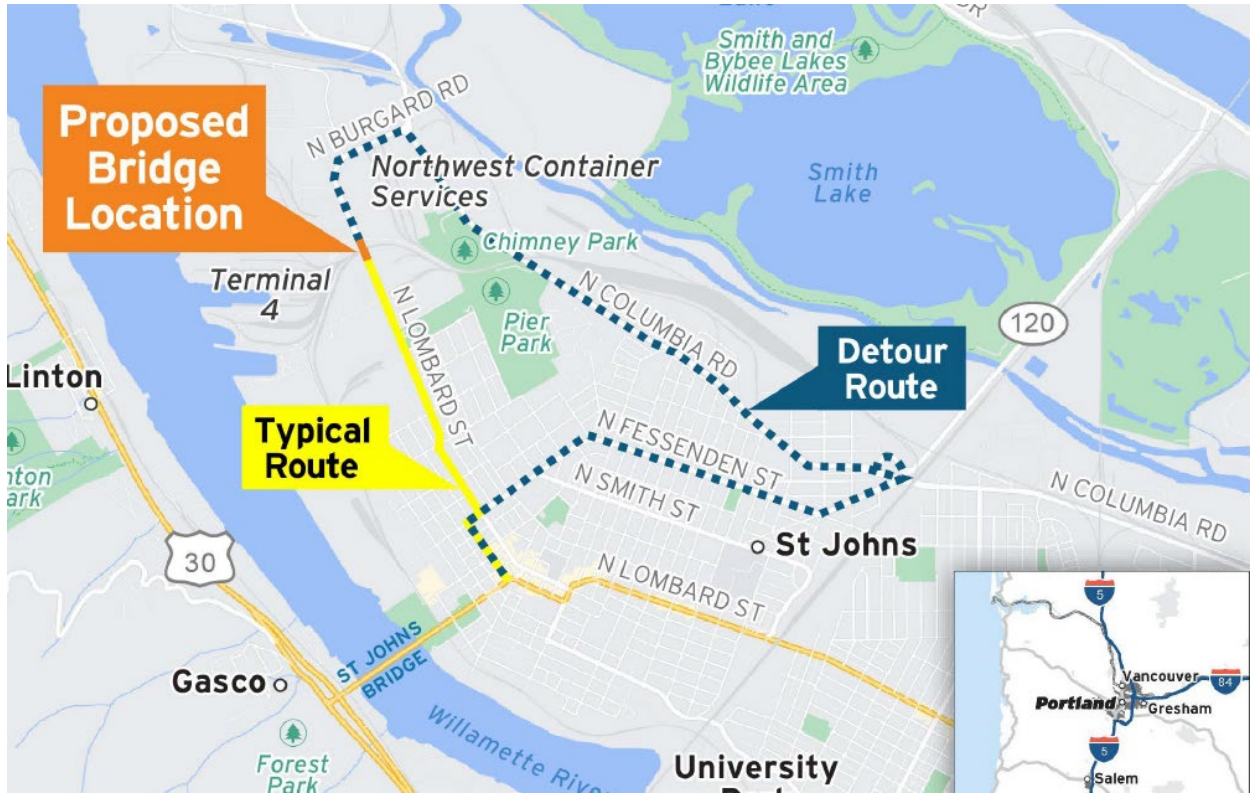 Lake
Smith and
Bybee Lakes
Wildlife Area
Proposed
Bridge
Location
N BURGARD RD
Northwest Container
Services
Smith
Lake
Chimney Park
Terminal
4
N LOMBARD ST
Pier
Park
N COLUMBIA RD
120
Detour
Route
Linton
Typical
Route
N FESSENDEN ST
N SMITH ST
N COLUMBIA RD
St Johns
30
N LOMBARD ST
ST JOHNS
BRIDGE
Gasco
Willamette River
Forest
Park
University
5
Vancouver
84
Portland
Gresham
5
Salem